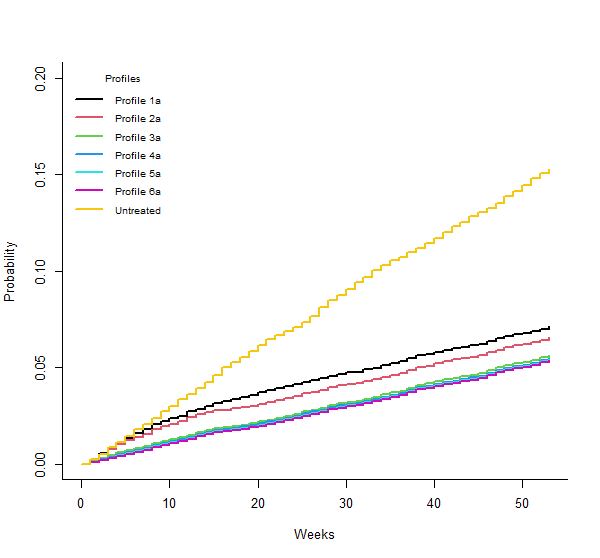 Profiles
Profile 1a
Profile 2a
Profile 3a
Profile 4a
Profile 5a
Profile 6a
Untreated
Probability
0.20
0.15
0.10
0.05
0.00
0 10 20 30 40 50
Weeks